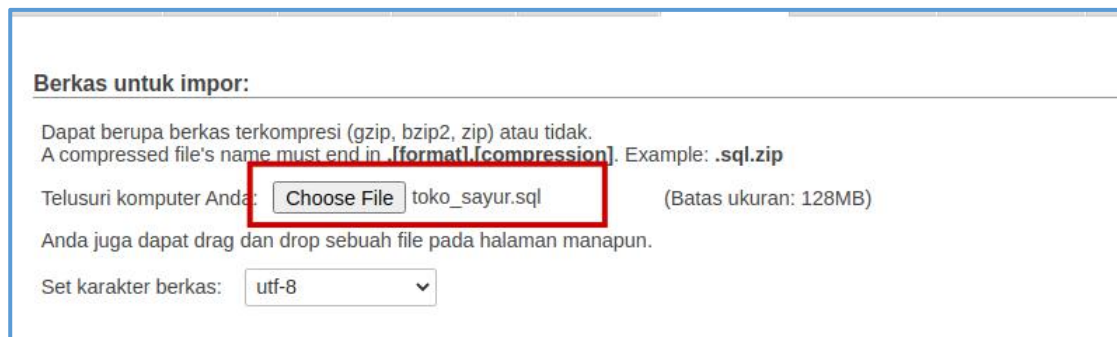 Berkas untuk impor:
Dapat berupa berkas terkompresi (gzip, bzip2, zip) atau tidak.
A compressed file's name must end in .[format].[compression]. Example: .sql.zip
Telusuri komputer Anda: Choose File toko_sayur.sql (Batas ukuran: 128MB)
Anda juga dapat drag dan drop sebuah file pada halaman manapun.
Set karakter berkas: utf-8